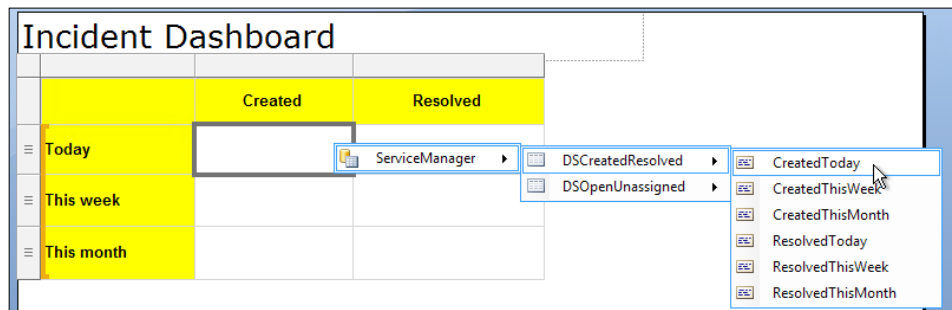 Incident Dashboard
Created Resolved
Today
ServiceManager DSCreatedResolved CreatedToday
DSOpenUnassigned CreatedThisWeek
This week
CreatedThisMonth
ResolvedToday
This month
ResolvedThisWeek
ResolvedThisMonth